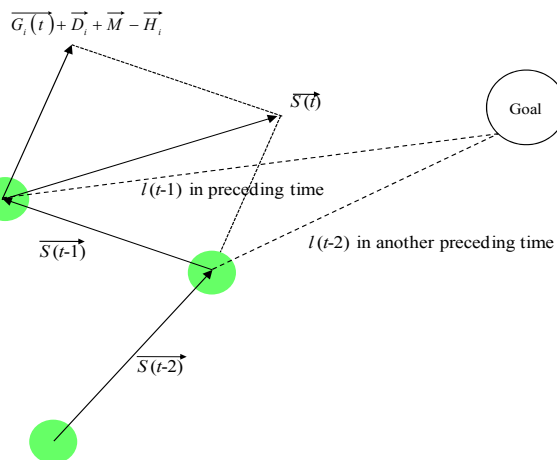 G_i(t) + D_i + M − H_i
S(t)
Goal
l(t-1) in preceding time
S(t-1)
l(t-2) in another preceding time
S(t-2)